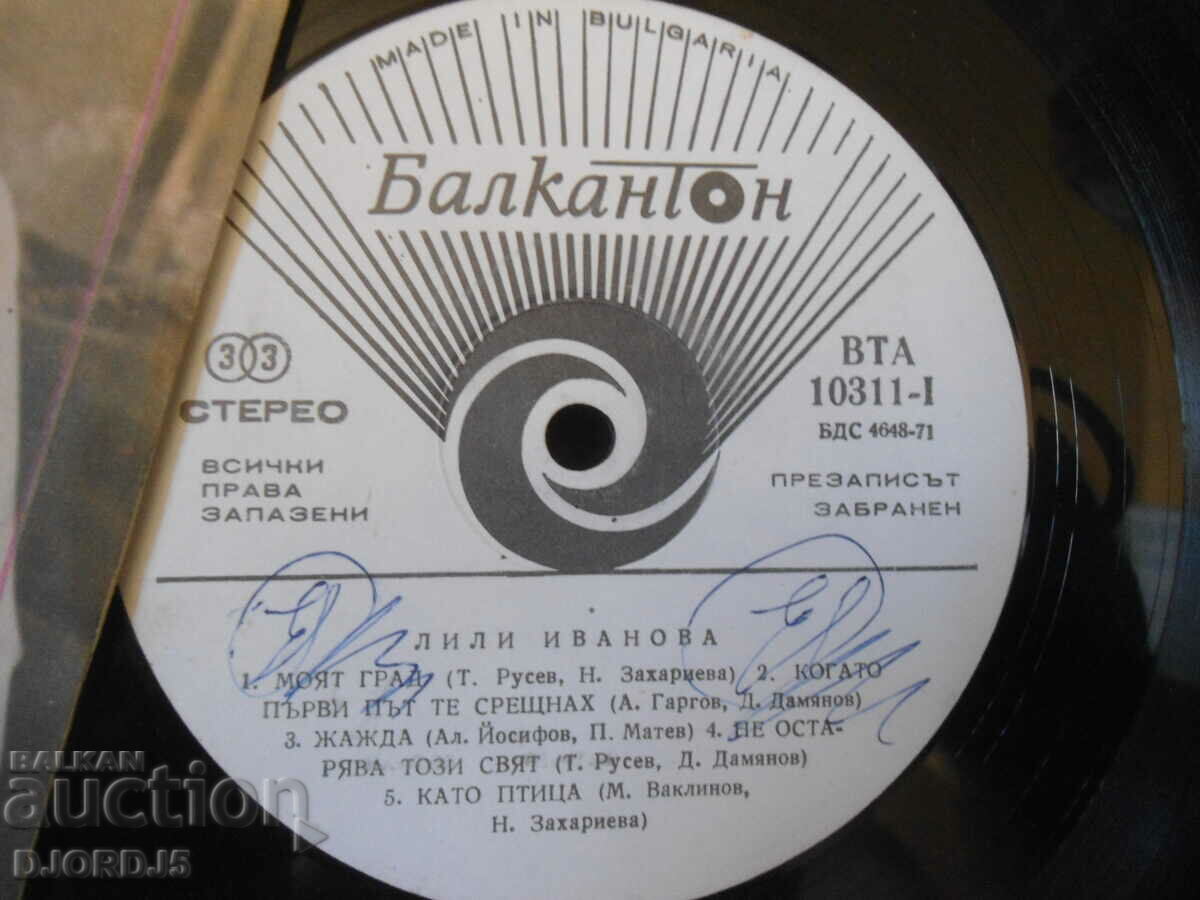 MADE IN BULGARIA
Балкантон
33
СТЕРЕО
ВСИЧКИ
ПРАВА
ЗАПАЗЕНИ
ВТА
10311-I
БДС 4648-71
ПРЕЗАПИСЪТ
ЗАБРАНЕН
ЛИЛИ ИВАНОВА
1. МОЯТ ГРАД (Т. Русев, Н. Захариева) 2. КОГАТО
ПЪРВИ ПЪТ ТЕ СРЕЩНАХ (А. Гаргов, Д. Дамянов)
3. ЖАЖДА (Ал. Йосифов, П. Матев) 4. НЕ ОСТА-
РЯВА ТОЗИ СВЯТ (Т. Русев, Д. Дамянов)
5. КАТО ПТИЦА (М. Ваклинов,
Н. Захариева)
BALKAN
auction
DJORDJ5